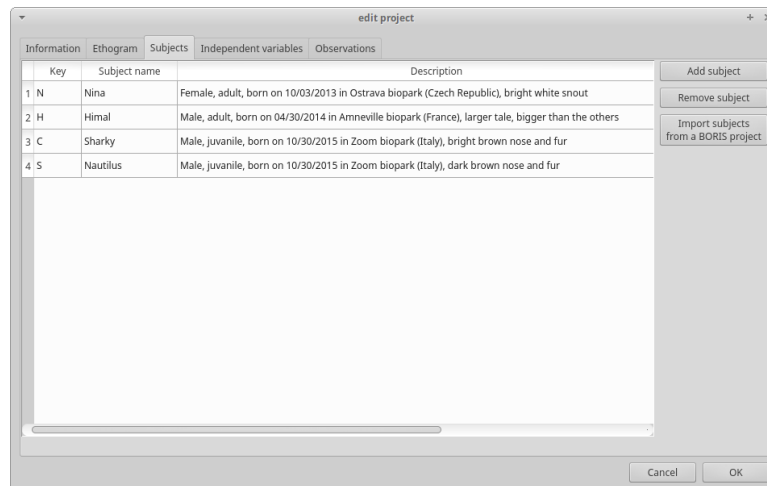 edit project
Information Ethogram Subjects Independent variables Observations
Key Subject name Description
1 N Nina Female, adult, born on 10/03/2013 in Ostrava biopark (Czech Republic), bright white snout
2 H Himal Male, adult, born on 04/30/2014 in Amneville biopark (France), larger tale, bigger than the others
3 C Sharky Male, juvanile, born on 10/30/2015 in Zoom biopark (Italy), bright brown nose and fur
4 S Nautilus Male, juvanile, born on 10/30/2015 in Zoom biopark (Italy), dark brown nose and fur
Add subject
Remove subject
Import subjects
from a BORIS project
Cancel OK